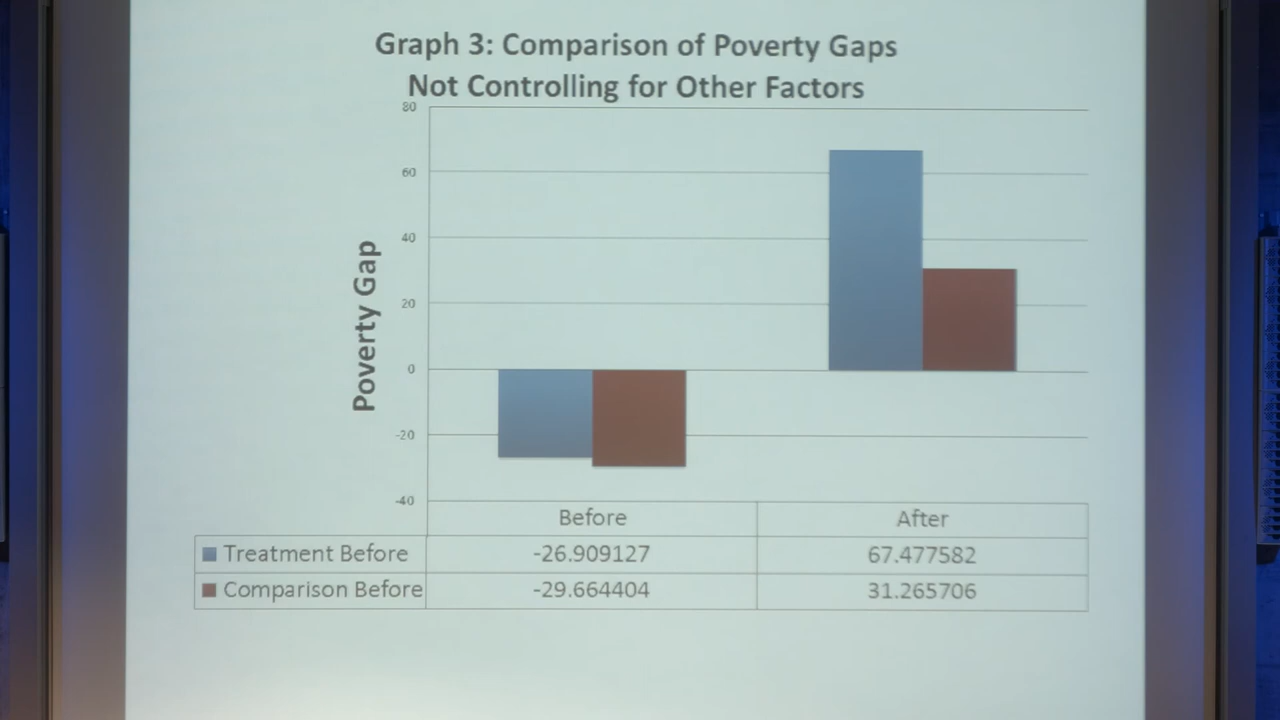 Graph 3: Comparison of Poverty Gaps
Not Controlling for Other Factors
80
60
40
20
0
-20
-40
Poverty Gap
Before After
Treatment Before -26.909127 67.477582
Comparison Before -29.664404 31.265706